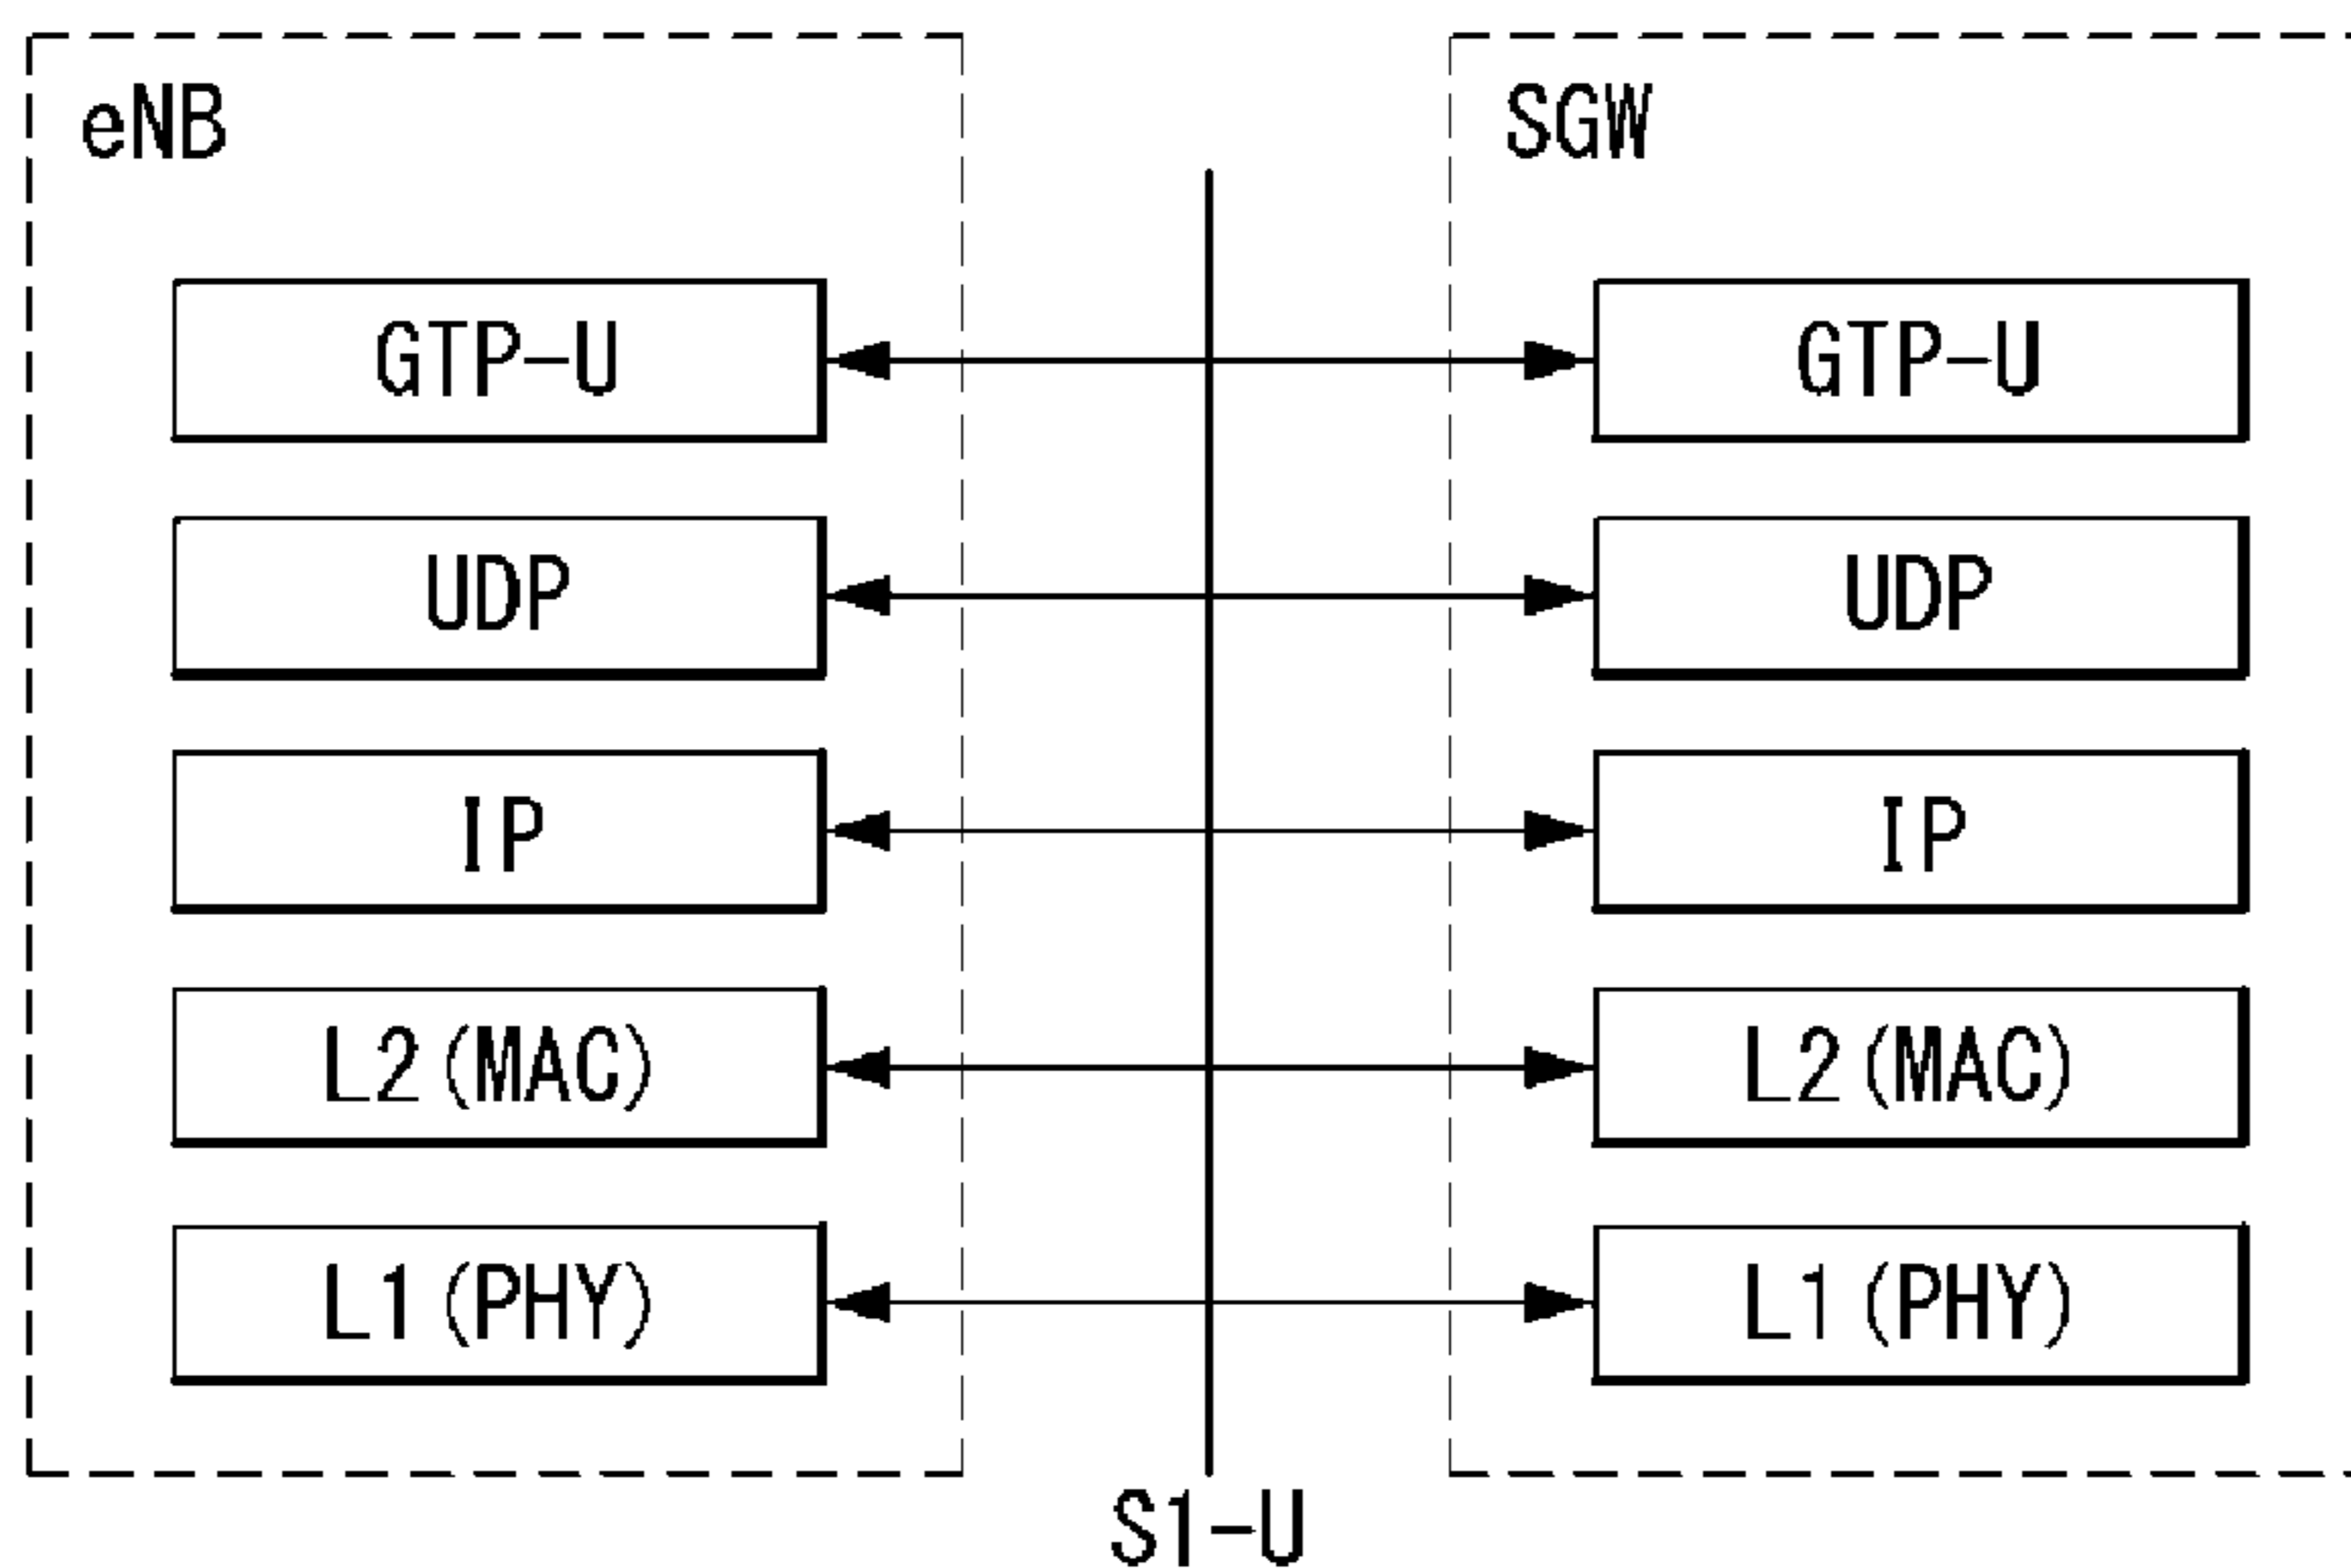 eNB
SGW
GTP-U
GTP-U
UDP
UDP
IP
IP
L2 (MAC)
L2 (MAC)
L1 (PHY)
L1 (PHY)
S1-U